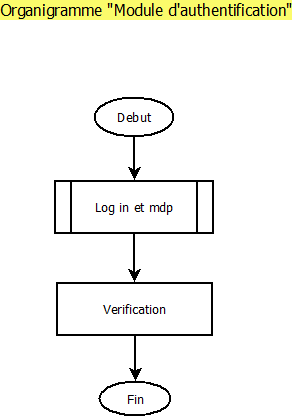 Organigramme "Module d'authentification"
Debut
Log in et mdp
Verification
Fin